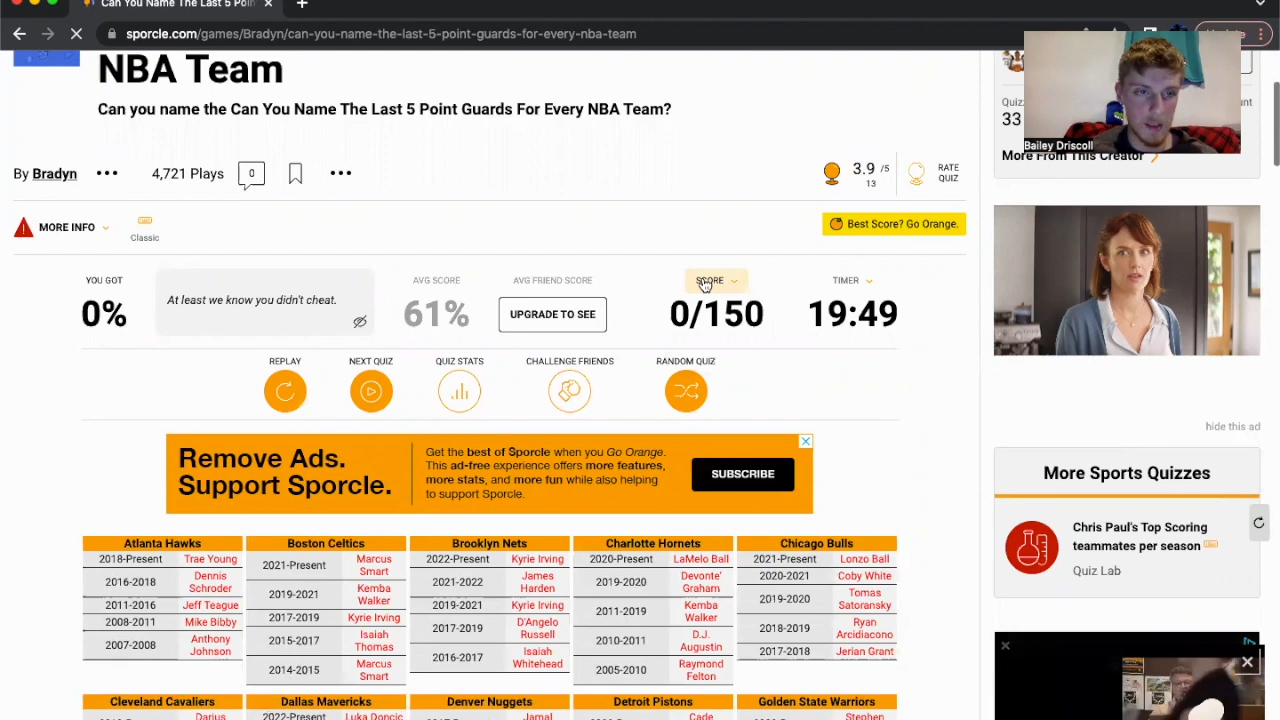 Can You Name The Last 5 Poin
sporcle.com/games/Bradyn/can-you-name-the-last-5-point-guards-for-every-nba-team
NBA Team
Can you name the Can You Name The Last 5 Point Guards For Every NBA Team?
By Bradyn ••• 4,721 Plays 0 •••
3.9 /5
13
RATE
QUIZ
MORE INFO
Classic
Best Score? Go Orange.
YOU GOT
0%
At least we know you didn't cheat.
AVG SCORE
61%
AVG FRIEND SCORE
UPGRADE TO SEE
SCORE
0/150
TIMER
19:49
REPLAY
NEXT QUIZ
QUIZ STATS
CHALLENGE FRIENDS
RANDOM QUIZ
Remove Ads.
Support Sporcle.
Get the best of Sporcle when you Go Orange.
This ad-free experience offers more features,
more stats, and more fun while also helping
to support Sporcle.
SUBSCRIBE
Atlanta Hawks
2018-Present Trae Young
2016-2018 Dennis Schroder
2011-2016 Jeff Teague
2008-2011 Mike Bibby
2007-2008 Anthony Johnson
Boston Celtics
2021-Present Marcus Smart
2019-2021 Kemba Walker
2017-2019 Kyrie Irving
2015-2017 Isaiah Thomas
2014-2015 Marcus Smart
Brooklyn Nets
2022-Present Kyrie Irving
2021-2022 James Harden
2019-2021 Kyrie Irving
2017-2019 D'Angelo Russell
2016-2017 Isaiah Whitehead
Charlotte Hornets
2020-Present LaMelo Ball
2019-2020 Devonte' Graham
2011-2019 Kemba Walker
2010-2011 D.J. Augustin
2005-2010 Raymond Felton
Chicago Bulls
2021-Present Lonzo Ball
2020-2021 Coby White
2019-2020 Tomas Satoransky
2018-2019 Ryan Arcidiacono
2017-2018 Jerian Grant
Cleveland Cavaliers
Darius
Dallas Mavericks
2022-Present Luka Doncic
Denver Nuggets
Jamal
Detroit Pistons
Cade
Golden State Warriors
Stephen
Quiz
33
Bailey Driscoll
More From This Creator
hide this ad
More Sports Quizzes
Chris Paul's Top Scoring
teammates per season
Quiz Lab